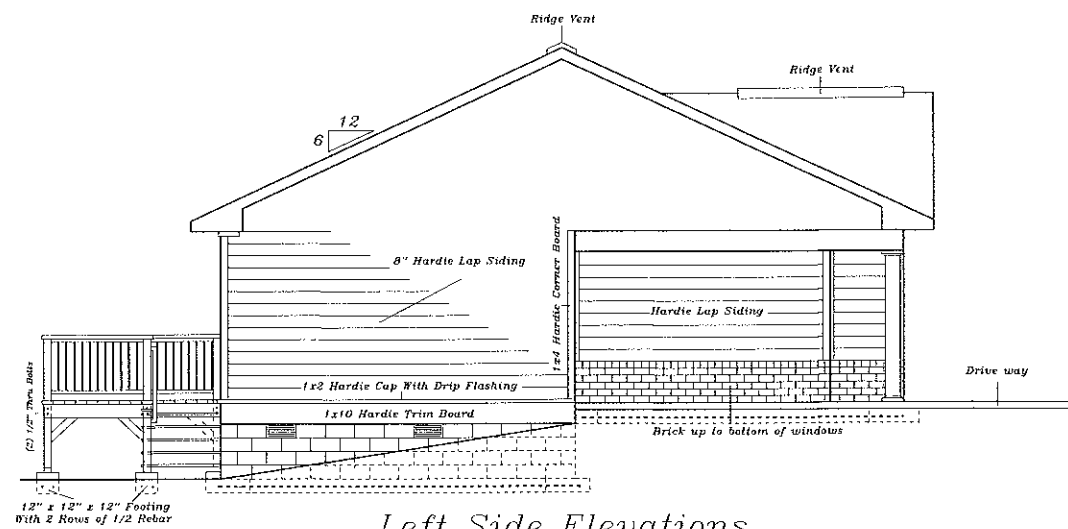 Ridge Vent
Ridge Vent
12
6
8" Hardie Lap Siding
1x4 Hardie Corner Board
Hardie Lap Siding
1x2 Hardie Cap With Drip Flashing
Drive way
(2) 1/2" Thru Bolts
1x10 Hardie Trim Board
Brick up to bottom of windows
12" x 12" x 12" Footing
With 2 Rows of 1/2 Rebar
Left Side Elevations